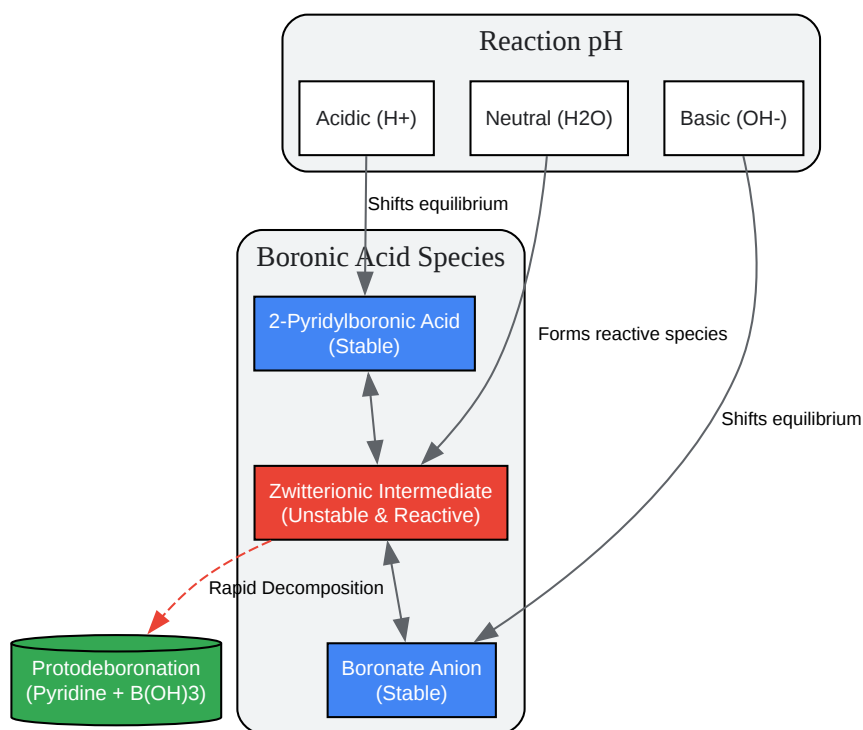 Reaction pH
Acidic (H+)
Neutral (H2O)
Basic (OH-)
Shifts equilibrium
Boronic Acid Species
2-Pyridylboronic Acid
(Stable)
Forms reactive species
Shifts equilibrium
Zwitterionic Intermediate
(Unstable & Reactive)
Rapid Decomposition
Protodeboronation
(Pyridine + B(OH)3)
Boronate Anion
(Stable)